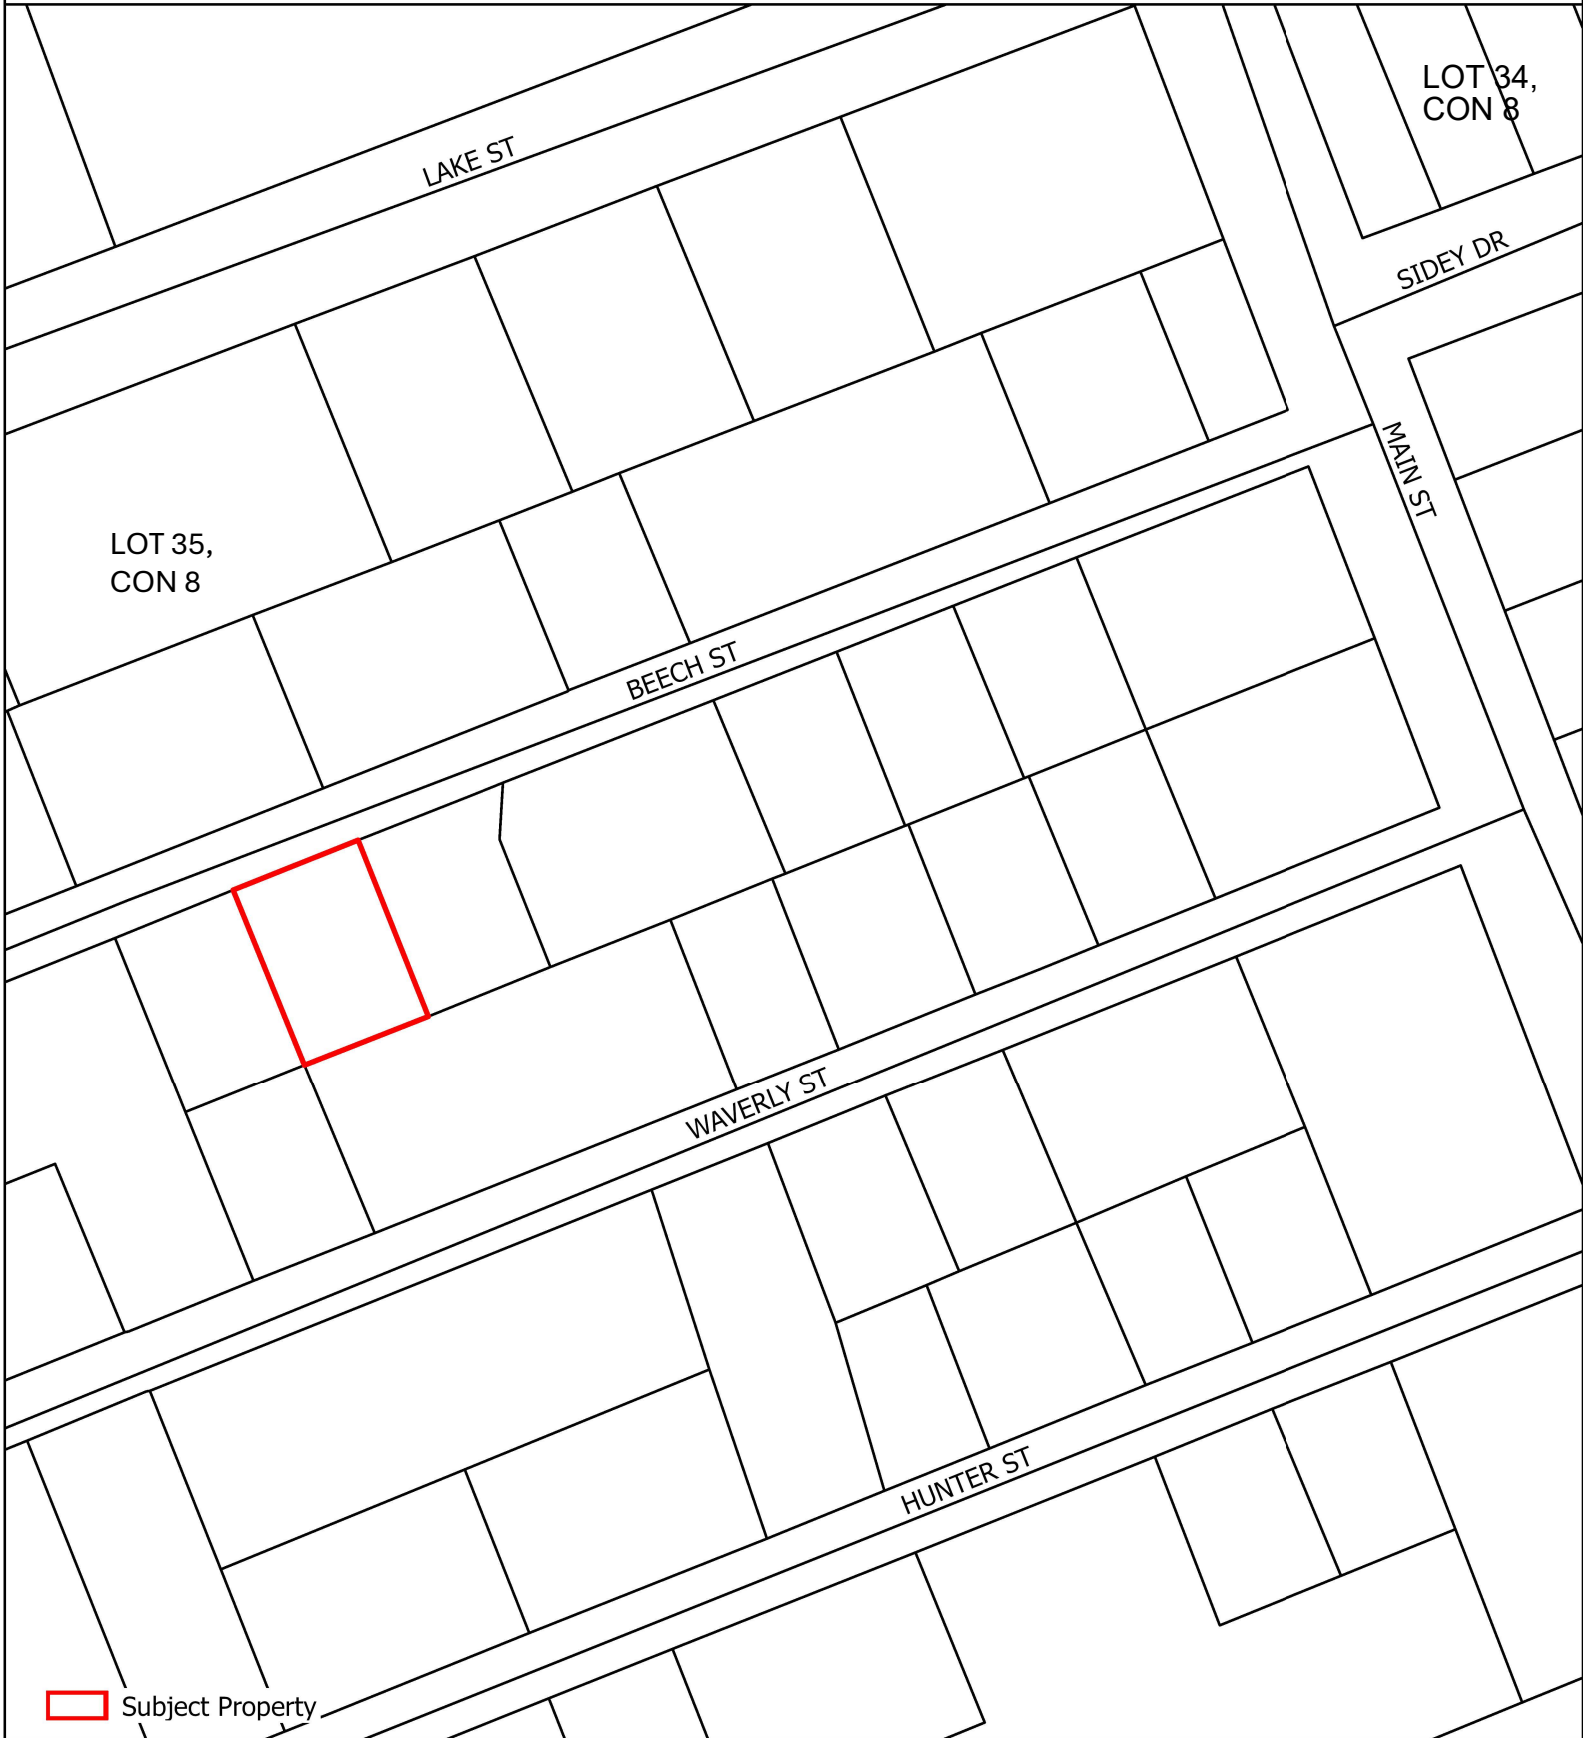 LOT 34,
CON 8
LAKE ST
SIDEY DR
MAIN ST
LOT 35,
CON 8
BEECH ST
WAVERLY ST
HUNTER ST
Subject Property